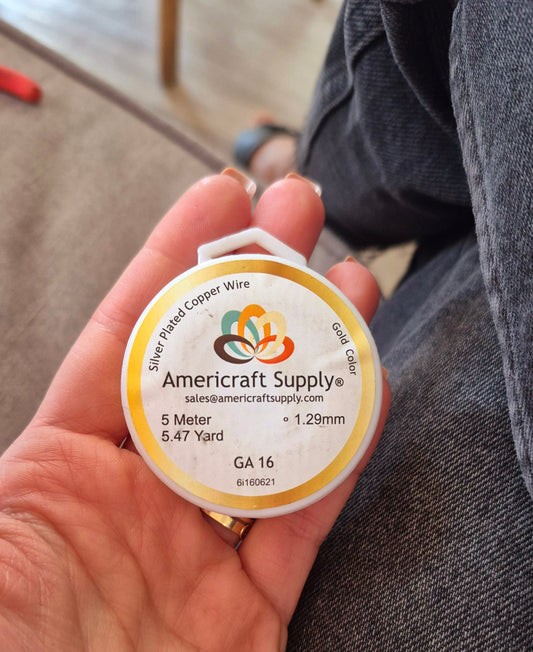 Silver Plated Copper Wire
Gold Color
Americraft Supply®
sales@americraftsupply.com
5 Meter
5.47 Yard
° 1.29mm
GA 16
6i160621